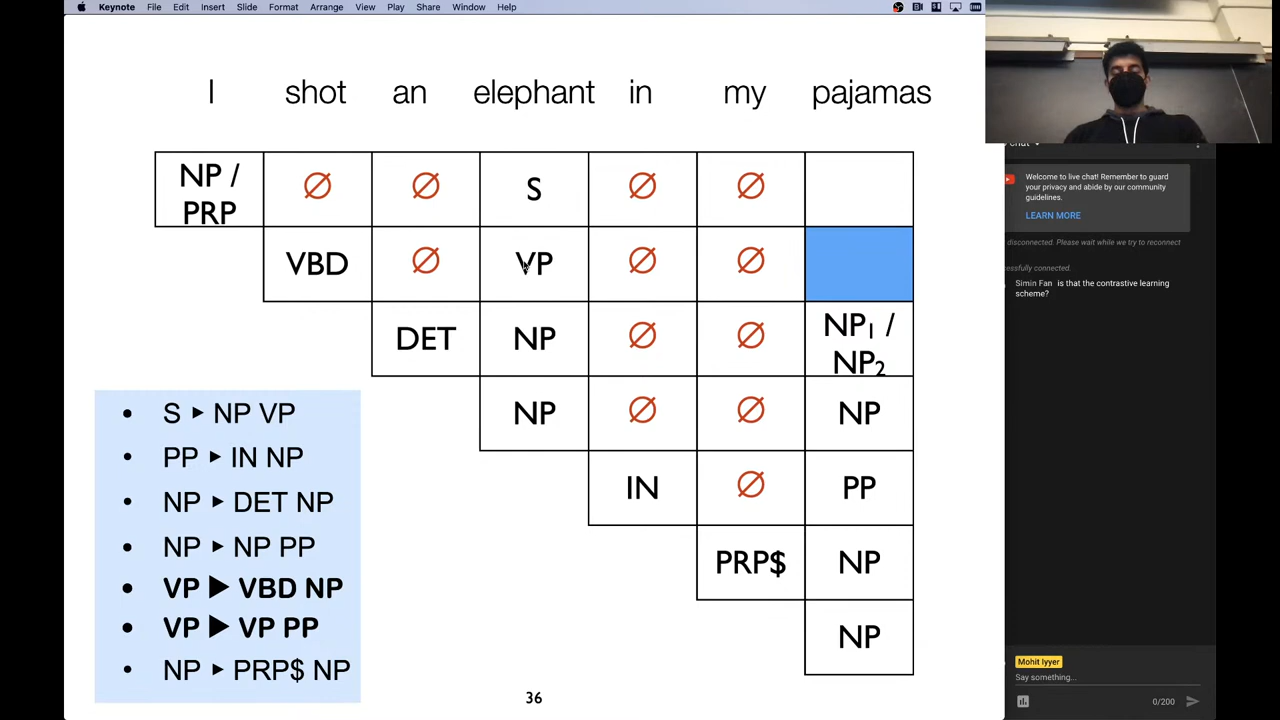 Keynote File Edit Insert Slide Format Arrange View Play Share Window Help
I shot an elephant in my pajamas
NP / PRP ∅ ∅ S ∅ ∅
VBD ∅ VP ∅ ∅
DET NP ∅ ∅ NP₁ / NP₂
NP ∅ ∅ NP
IN ∅ PP
PRP$ NP
NP
• S ▸ NP VP
• PP ▸ IN NP
• NP ▸ DET NP
• NP ▸ NP PP
• VP ▶ VBD NP
• VP ▶ VP PP
• NP ▸ PRP$ NP
36
chat
Welcome to live chat! Remember to guard
your privacy and abide by our community
guidelines.
LEARN MORE
disconnected. Please wait while we try to reconnect
connected.
Simin Fan is that the contrastive learning
scheme?
Mohit Iyyer
Say something...
0/200